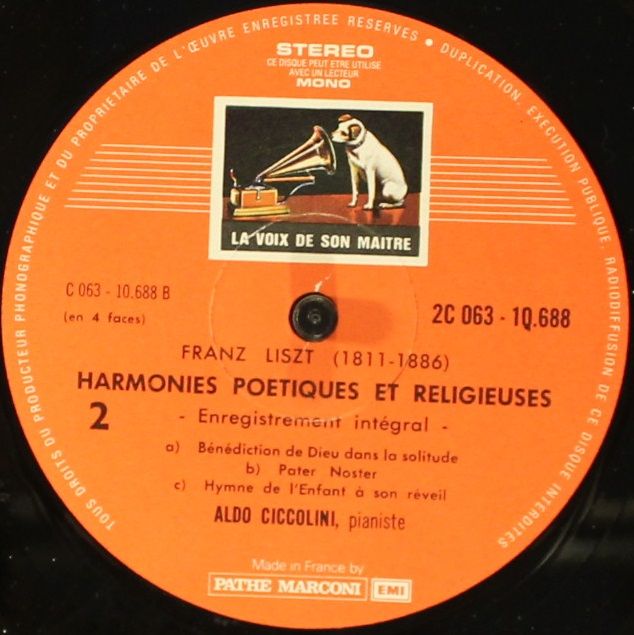 TOUS DROITS DU PRODUCTEUR PHONOGRAPHIQUE ET DU PROPRIETAIRE DE L'ŒUVRE ENREGISTREE RESERVES • DUPLICATION, EXECUTION PUBLIQUE, RADIODIFFUSION DE CE DISQUE INTERDITES
STEREO
CE DISQUE PEUT ETRE UTILISE
AVEC UN LECTEUR
MONO
LA VOIX DE SON MAITRE
C 063 - 10.688 B
(en 4 faces)
2C 063 - 10.688
FRANZ LISZT (1811-1886)
HARMONIES POETIQUES ET RELIGIEUSES
2
- Enregistrement intégral -
a) Bénédiction de Dieu dans la solitude
b) Pater Noster
c) Hymne de l'Enfant à son réveil
ALDO CICCOLINI, pianiste
Made in France by
PATHE MARCONI EMI